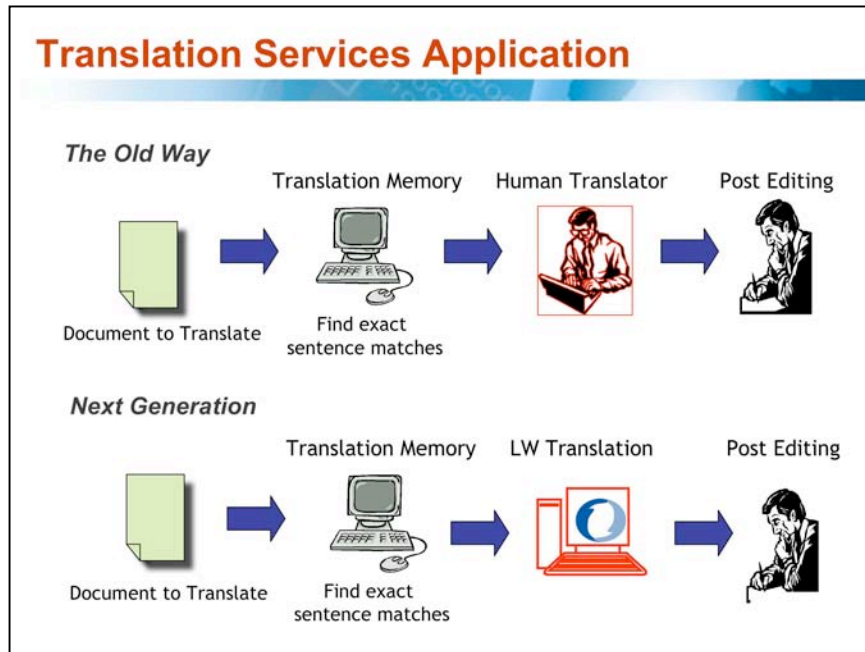 Translation Services Application
The Old Way
Translation Memory
Human Translator
Post Editing
Document to Translate
Find exact
sentence matches
Next Generation
Translation Memory
LW Translation
Post Editing
Document to Translate
Find exact
sentence matches